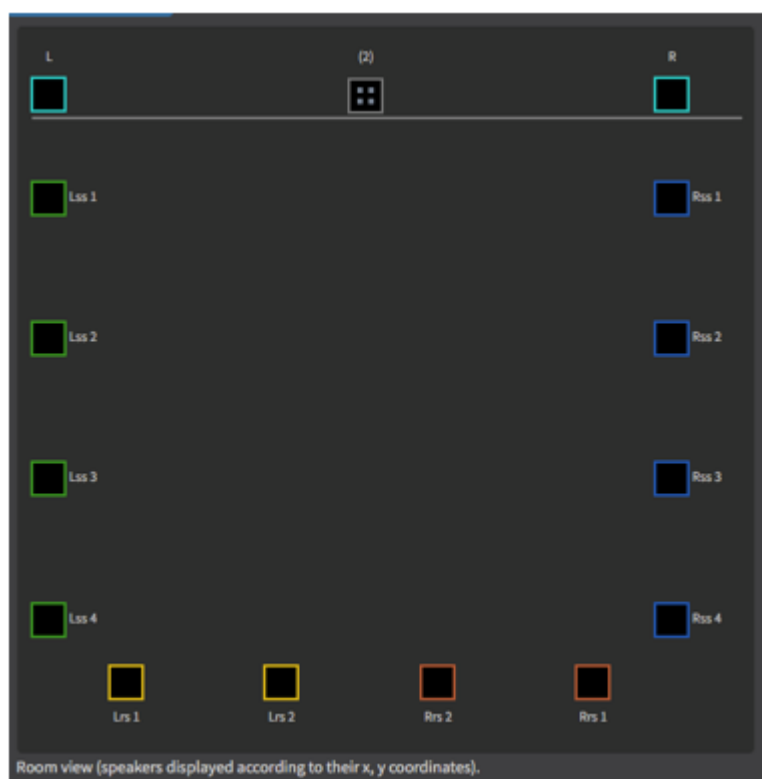 L (2) R
Lss 1 Rss 1
Lss 2 Rss 2
Lss 3 Rss 3
Lss 4 Rss 4
Lrs 1 Lrs 2 Rrs 2 Rrs 1
Room view (speakers displayed according to their x, y coordinates).